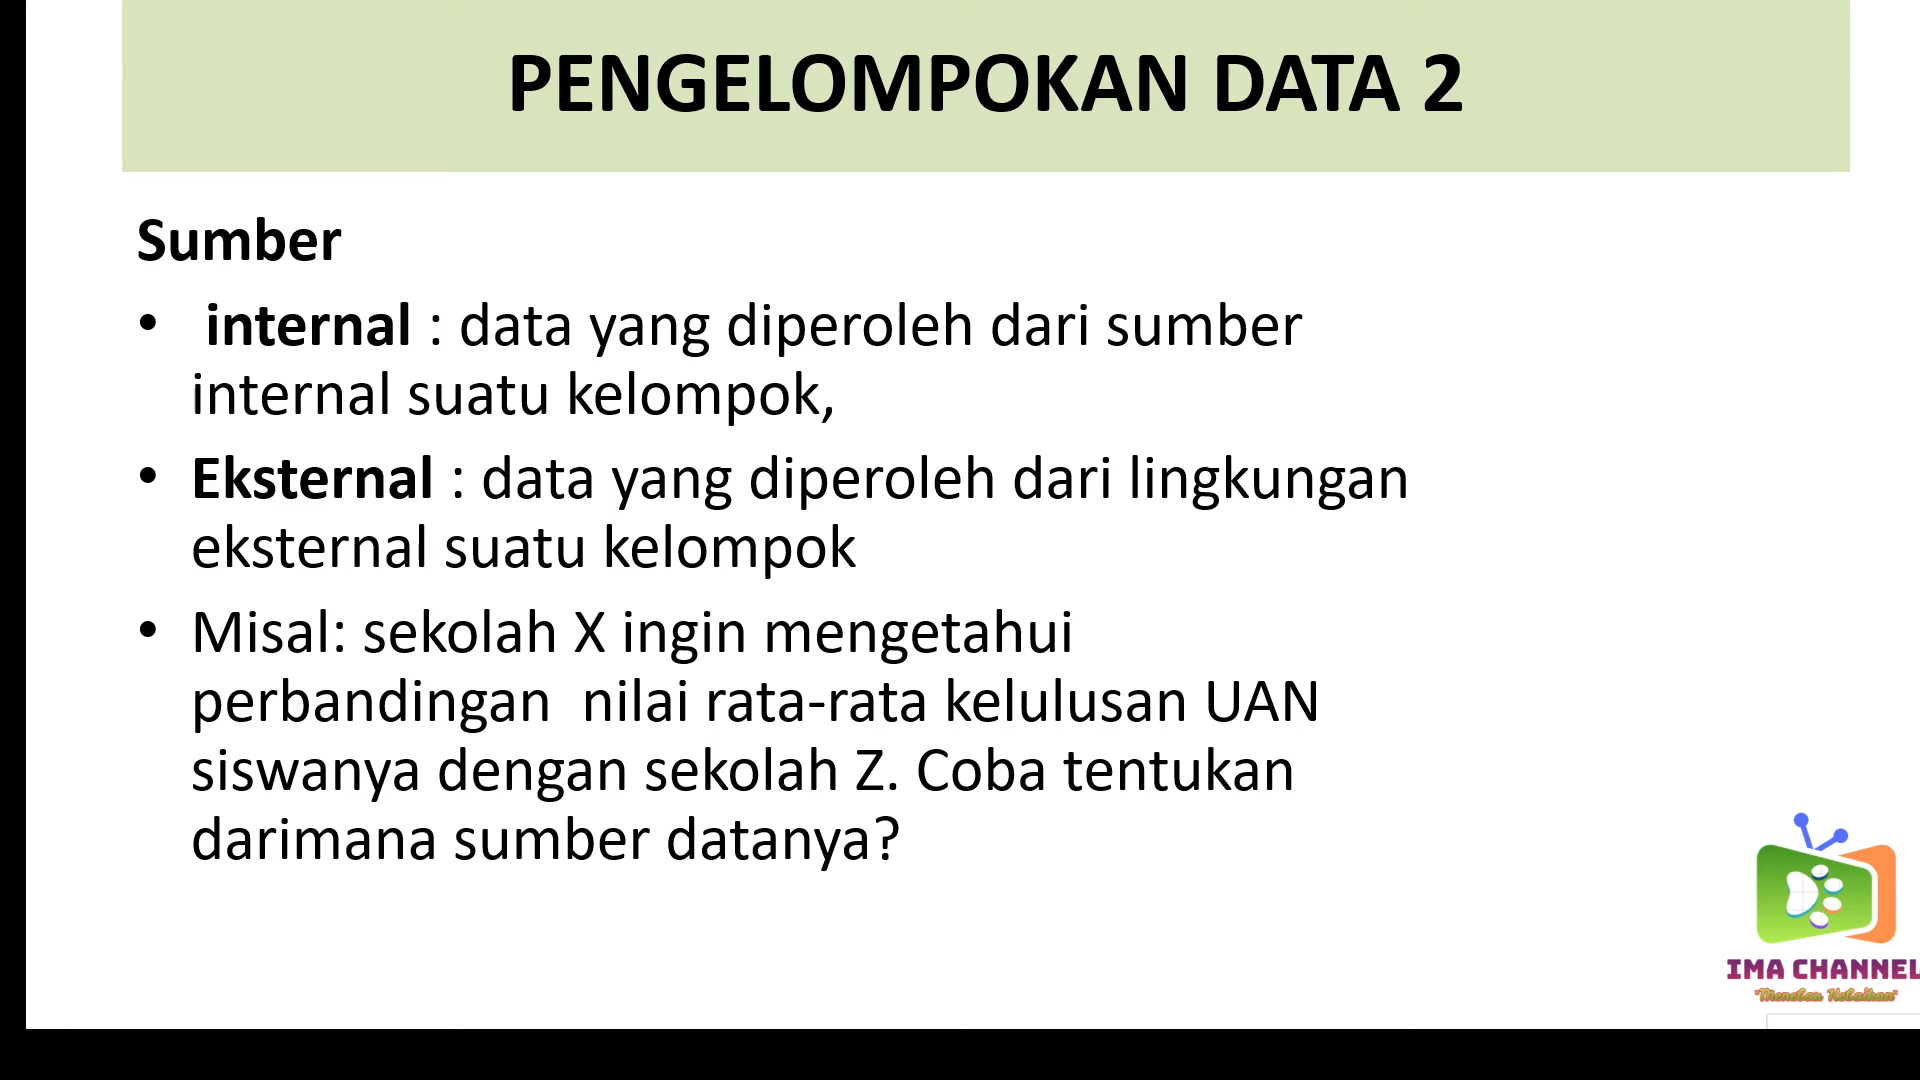 PENGELOMPOKAN DATA 2
Sumber
• internal : data yang diperoleh dari sumber
internal suatu kelompok,
• Eksternal : data yang diperoleh dari lingkungan
eksternal suatu kelompok
• Misal: sekolah X ingin mengetahui
perbandingan nilai rata-rata kelulusan UAN
siswanya dengan sekolah Z. Coba tentukan
darimana sumber datanya?
IMA CHANNEL
"Menebar Kebaikan"